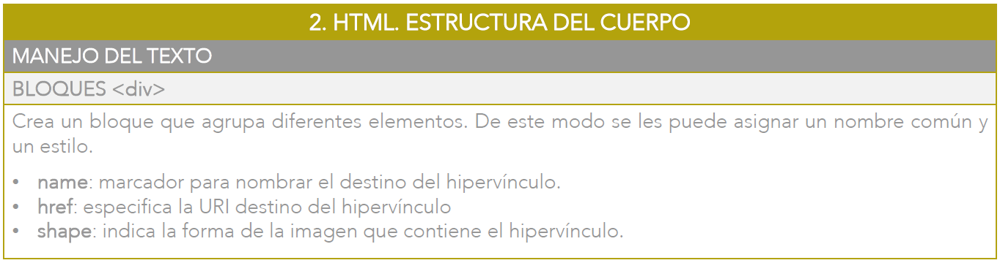 2. HTML. ESTRUCTURA DEL CUERPO
MANEJO DEL TEXTO
BLOQUES <div>
Crea un bloque que agrupa diferentes elementos. De este modo se les puede asignar un nombre común y
un estilo.
• name: marcador para nombrar el destino del hipervínculo.
• href: especifica la URI destino del hipervínculo
• shape: indica la forma de la imagen que contiene el hipervínculo.